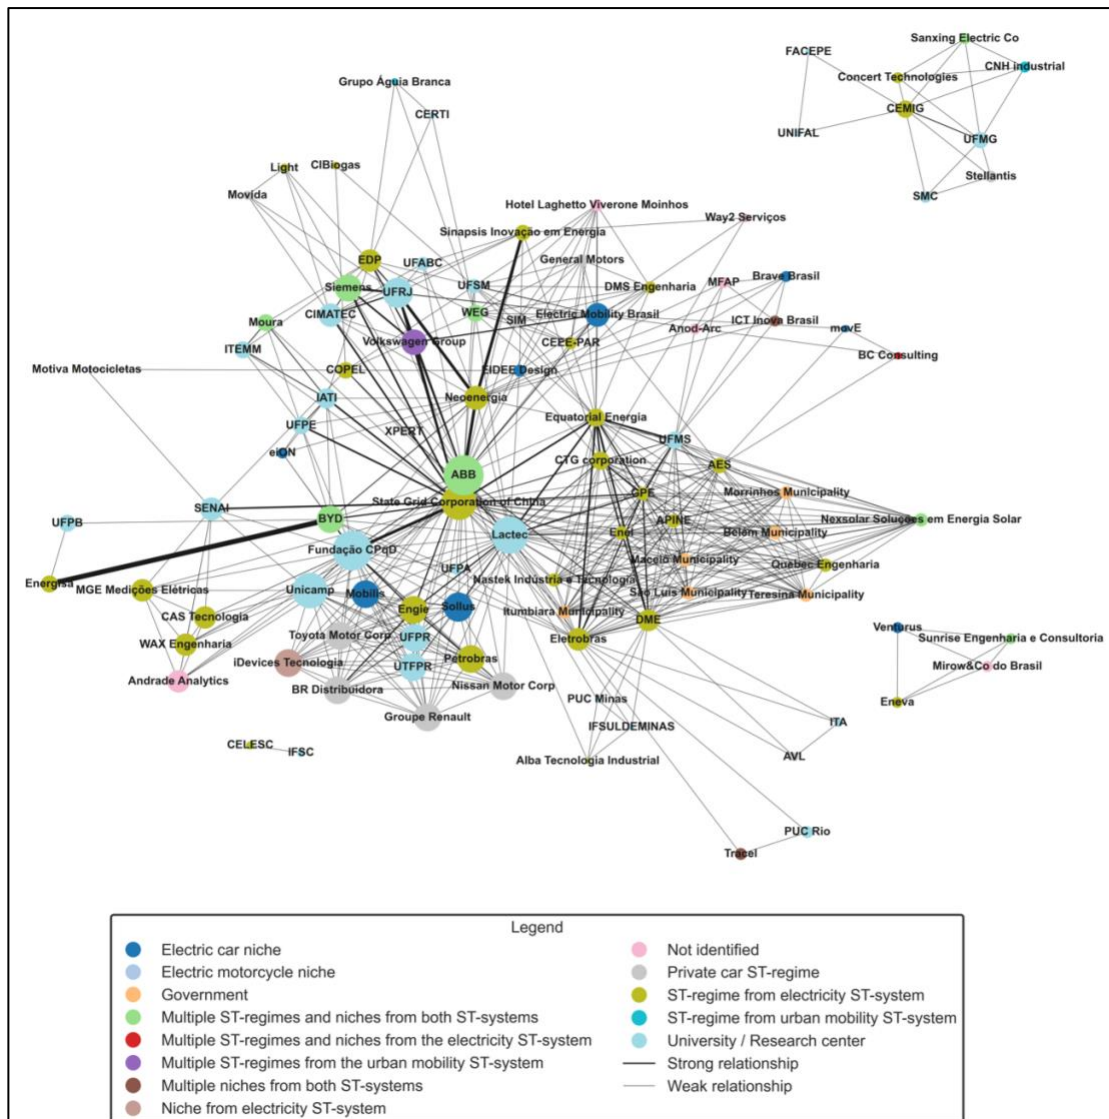 Sanxing Electric Co
FACEPE
CNH industrial
Concert Technologies
CEMIG
UNIFAL
UFMG
Stellantis
SMC
Grupo Águia Branca
CERTI
Light
CIBiogas
Movida
Hotel Laghetto Viverone Moinhos
Way2 Serviços
Sinapsis Inovação em Energia
General Motors
EDP
UFABC
Siemens
UFRJ
UFSM
DMS Engenharia
MFAP
Brave Brasil
CIMATEC
WEG
SIM
Electric Mobility Brasil
Anod-Arc
ICT Inova Brasil
movE
Moura
Volkswagen Group
CEEE-PAR
BC Consulting
ITEMM
Motiva Motocicletas
COPEL
EIDEE Design
IATI
Neoenergia
UFPE
XPERT
Equatorial Energia
eiON
UFMS
ABB
CTG corporation
AES
State Grid Corporation of China
CPF
Morrinhos Municipality
SENAI
BYD
APINE
Nexsolar Soluções em Energia Solar
UFPB
Lactec
Enel
Belém Municipality
Fundação CPqD
Maceió Municipality
UFPA
Quebec Engenharia
Energisa
MGE Medições Elétricas
Unicamp
Mobilis
Nastek Indústria e Tecnologia
São Luís Municipality
Teresina Municipality
CAS Tecnologia
Engie
Sollus
Itumbiara Municipality
DME
Toyota Motor Corp
UFPR
Eletrobras
Venturus
WAX Engenharia
Sunrise Engenharia e Consultoria
iDevices Tecnologia
UTFPR
Petrobras
Mirow&Co do Brasil
Andrade Analytics
BR Distribuidora
Nissan Motor Corp
PUC Minas
Eneva
Groupe Renault
IFSULDEMINAS
ITA
CELESC
IFSC
Alba Tecnologia Industrial
AVL
PUC Rio
Tracel
Legend
Electric car niche
Electric motorcycle niche
Government
Multiple ST-regimes and niches from both ST-systems
Multiple ST-regimes and niches from the electricity ST-system
Multiple ST-regimes from the urban mobility ST-system
Multiple niches from both ST-systems
Niche from electricity ST-system
Not identified
Private car ST-regime
ST-regime from electricity ST-system
ST-regime from urban mobility ST-system
University / Research center
Strong relationship
Weak relationship